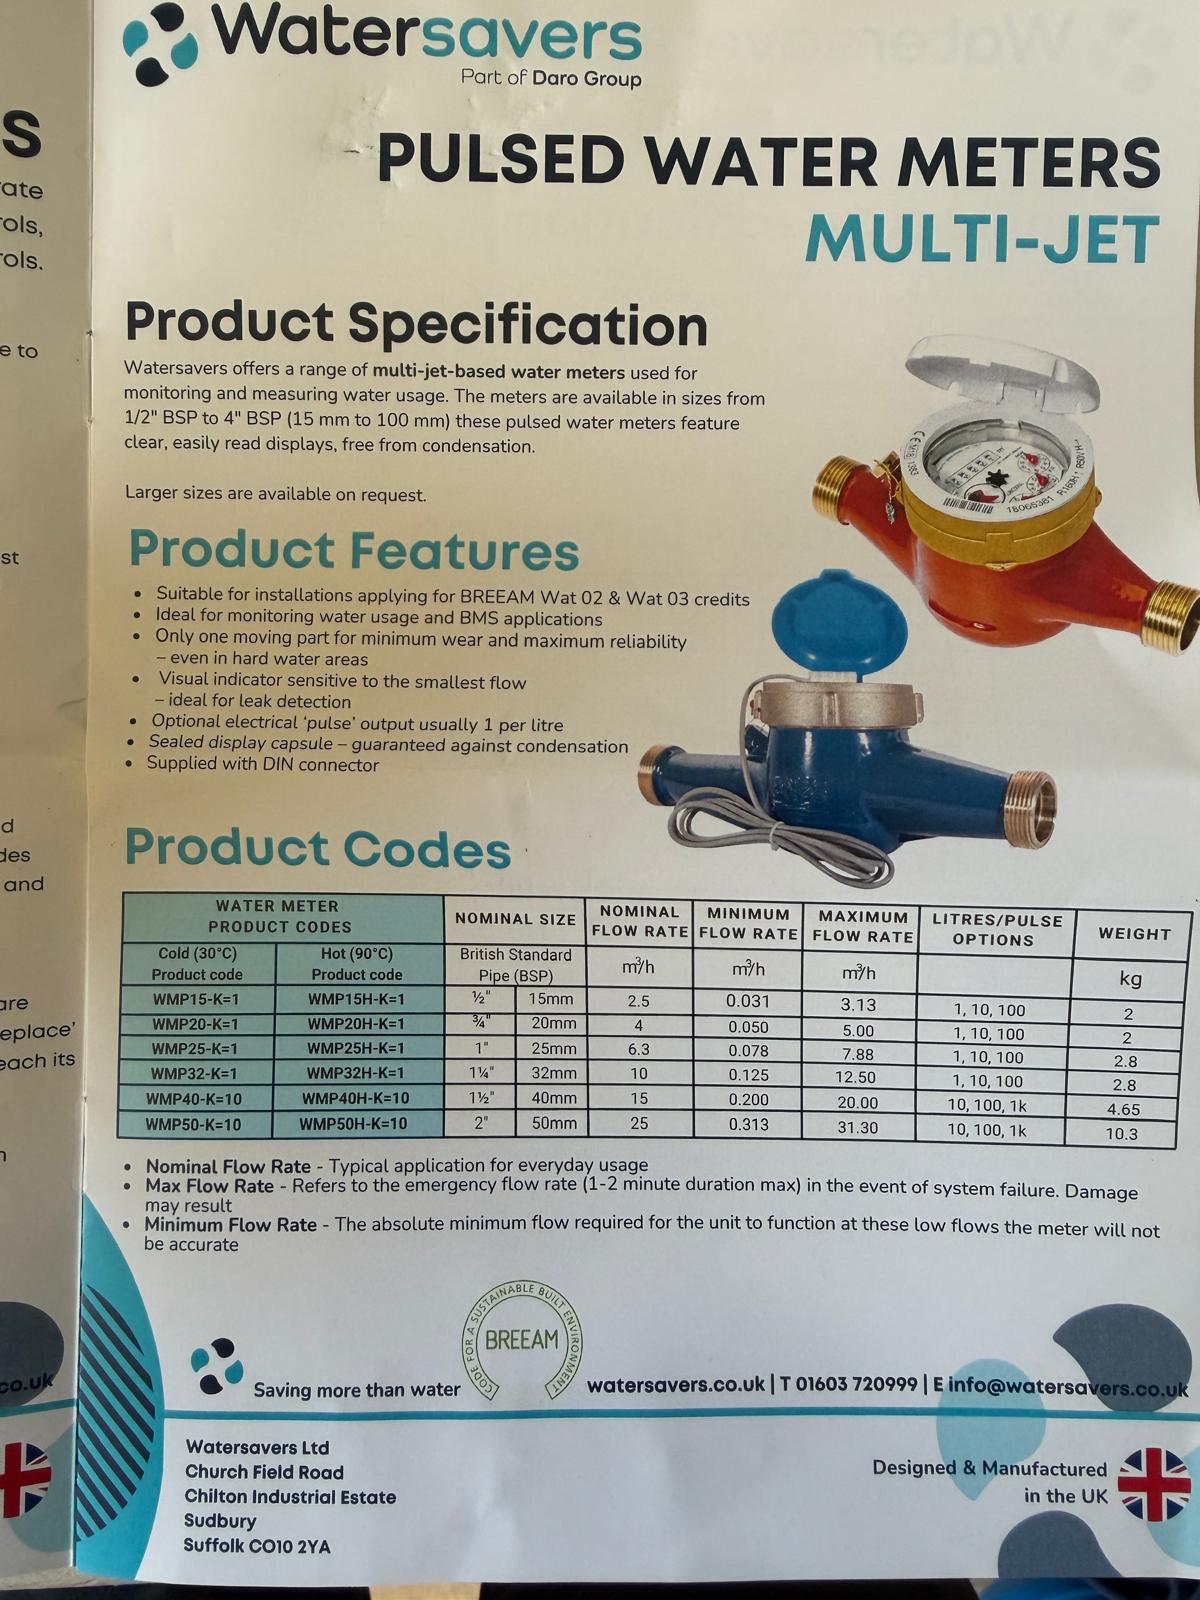 S
ate
ols,
ols.
e to
st
d
des
and
are
eplace'
each its
n
co.uk
Watersavers
Part of Daro Group
PULSED WATER METERS
MULTI-JET
Product Specification
Watersavers offers a range of multi-jet-based water meters used for
monitoring and measuring water usage. The meters are available in sizes from
1/2" BSP to 4" BSP (15 mm to 100 mm) these pulsed water meters feature
clear, easily read displays, free from condensation.
Larger sizes are available on request.
Product Features
• Suitable for installations applying for BREEAM Wat 02 & Wat 03 credits
• Ideal for monitoring water usage and BMS applications
• Only one moving part for minimum wear and maximum reliability
– even in hard water areas
• Visual indicator sensitive to the smallest flow
– ideal for leak detection
• Optional electrical 'pulse' output usually 1 per litre
• Sealed display capsule – guaranteed against condensation
• Supplied with DIN connector
18065381
Product Codes
WATER METER PRODUCT CODES NOMINAL SIZE NOMINAL FLOW RATE MINIMUM FLOW RATE MAXIMUM FLOW RATE LITRES/PULSE OPTIONS WEIGHT
Cold (30°C) Product code Hot (90°C) Product code British Standard Pipe (BSP) m³/h m³/h m³/h kg
WMP15-K=1 WMP15H-K=1 ½" 15mm 2.5 0.031 3.13 1, 10, 100 2
WMP20-K=1 WMP20H-K=1 ¾" 20mm 4 0.050 5.00 1, 10, 100 2
WMP25-K=1 WMP25H-K=1 1" 25mm 6.3 0.078 7.88 1, 10, 100 2.8
WMP32-K=1 WMP32H-K=1 1¼" 32mm 10 0.125 12.50 1, 10, 100 2.8
WMP40-K=10 WMP40H-K=10 1½" 40mm 15 0.200 20.00 10, 100, 1k 4.65
WMP50-K=10 WMP50H-K=10 2" 50mm 25 0.313 31.30 10, 100, 1k 10.3
• Nominal Flow Rate - Typical application for everyday usage
• Max Flow Rate - Refers to the emergency flow rate (1-2 minute duration max) in the event of system failure. Damage
may result
• Minimum Flow Rate - The absolute minimum flow required for the unit to function at these low flows the meter will not
be accurate
CODE FOR A SUSTAINABLE BUILT ENVIRONMENT
BREEAM
Saving more than water
watersavers.co.uk | T 01603 720999 | E info@watersavers.co.uk
Watersavers Ltd
Church Field Road
Chilton Industrial Estate
Sudbury
Suffolk CO10 2YA
Designed & Manufactured
in the UK